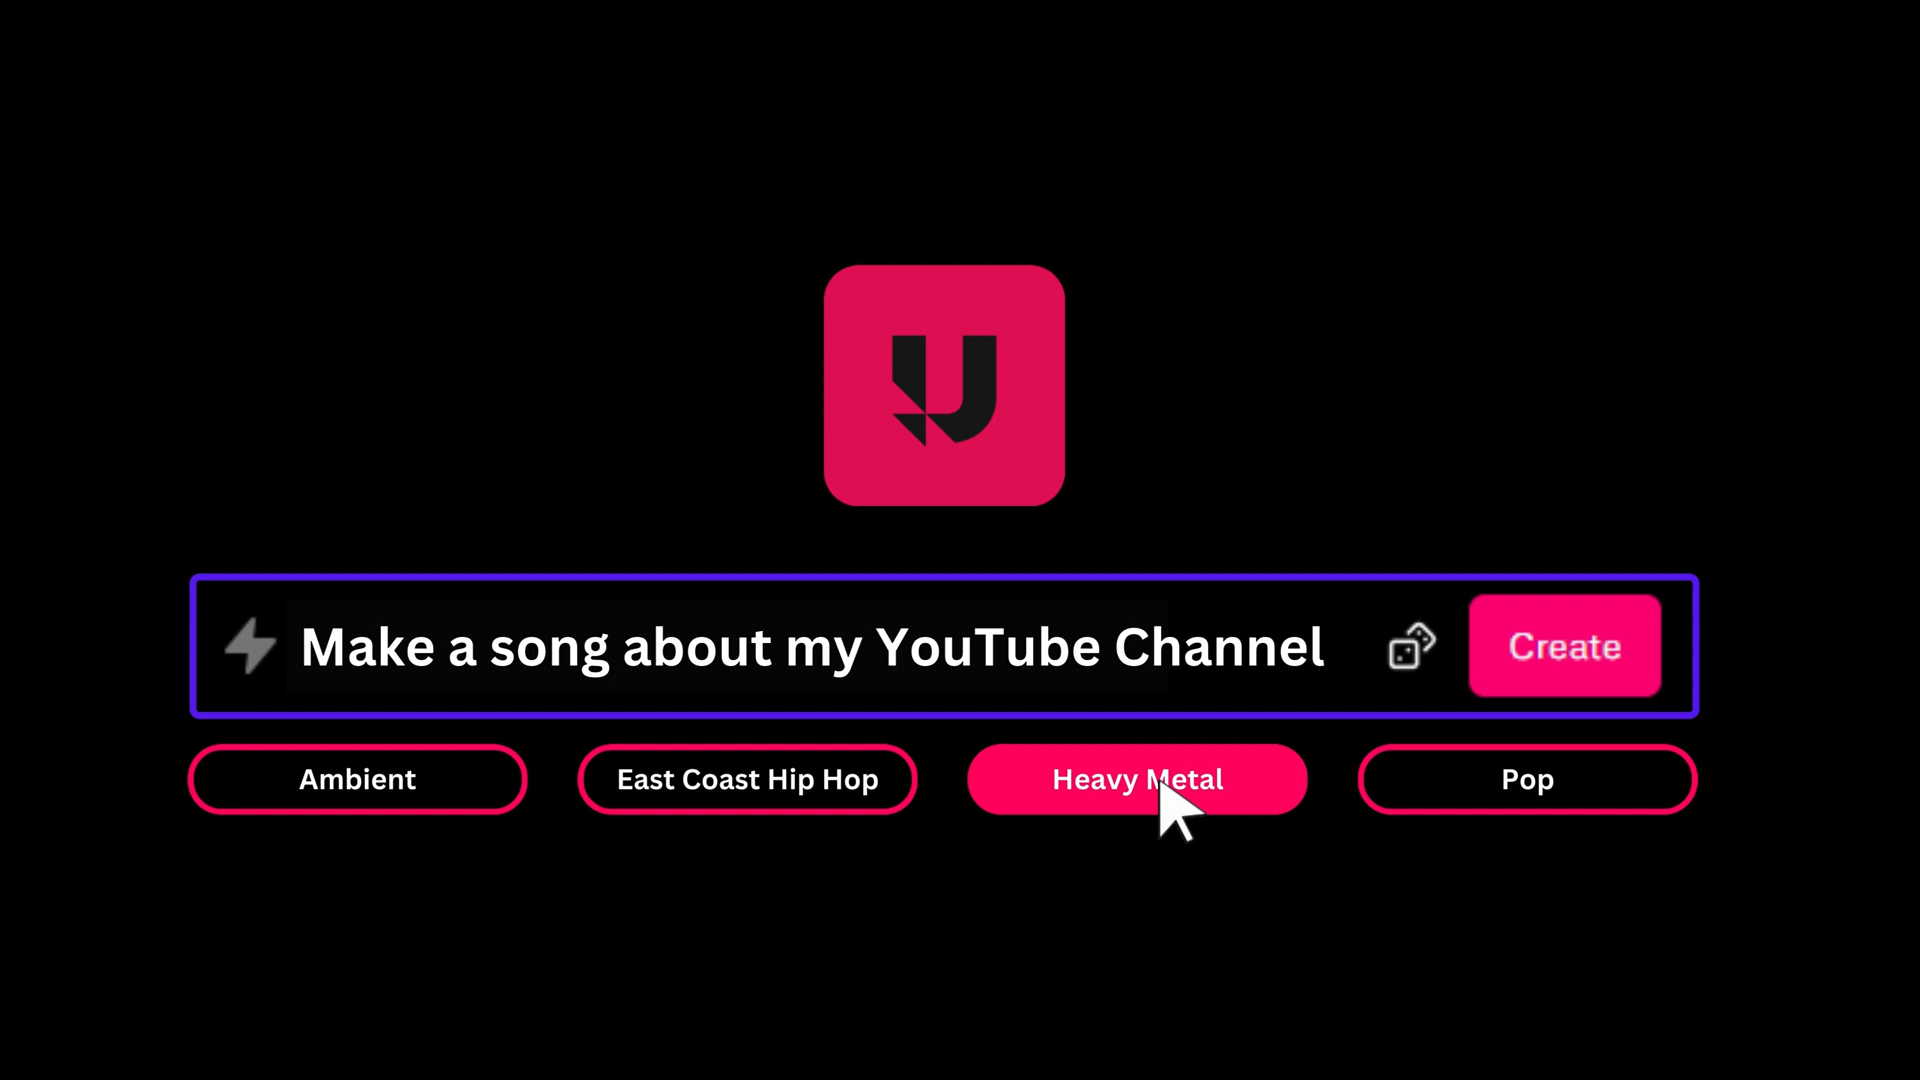 U
Make a song about my YouTube Channel
Create
Ambient
East Coast Hip Hop
Heavy Metal
Pop